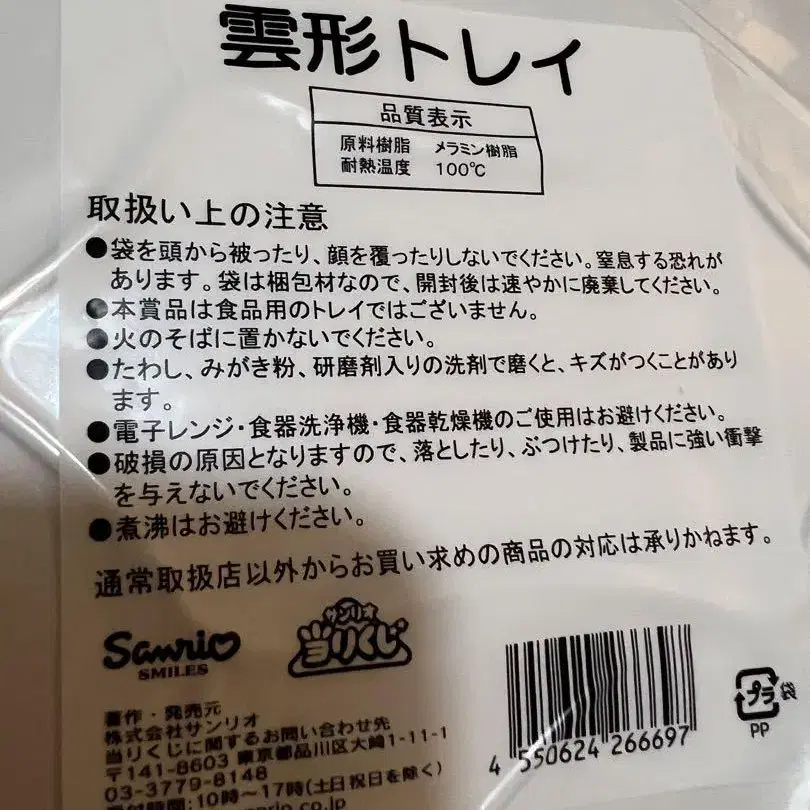 雲形トレイ
品質表示
原料樹脂 メラミン樹脂
耐熱温度 100℃
取扱い上の注意
●袋を頭から被ったり、顔を覆ったりしないでください。窒息する恐れが
あります。袋は梱包材なので、開封後は速やかに廃棄してください。
●本賞品は食品用のトレイではございません。
●火のそばに置かないでください。
●たわし、みがき粉、研磨剤入りの洗剤で磨くと、キズがつくことがあり
ます。
●電子レンジ・食器洗浄機・食器乾燥機のご使用はお避けください。
●破損の原因となりますので、落としたり、ぶつけたり、製品に強い衝撃
を与えないでください。
●煮沸はお避けください。
通常取扱店以外からお買い求めの商品の対応は承りかねます。
Sanrio
SMILES
サンリオ
当りくじ
著作・発売元
株式会社サンリオ
当りくじに関するお問い合わせ先
〒141-8603 東京都品川区大崎1-11-1
03-3779-8148
受付時間:10時〜17時(土日祝日を除く)
anrio.co.jp
4 550624 266697
プラ
袋
PP